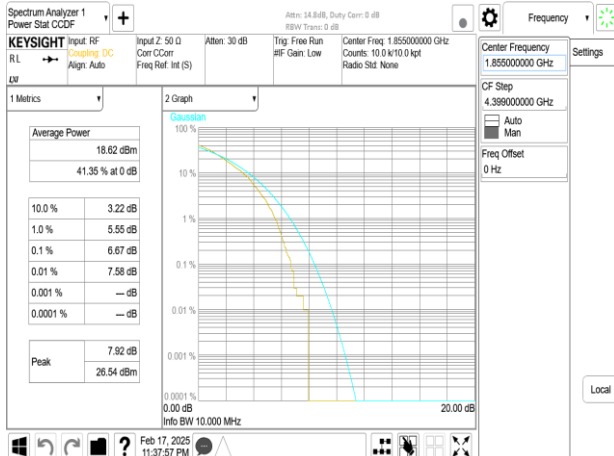 Spectrum Analyzer 1
Power Stat CCDF
+
Attn: 14.8dB, Duty Corr: 0 dB
RBW Trans: 0 dB
Frequency
KEYSIGHT
RL
LXI
Input: RF
Coupling: DC
Align: Auto
Input Z: 50 Ω
Corr CCorr
Freq Ref: Int (S)
Atten: 30 dB
Trig: Free Run
#IF Gain: Low
Center Freq: 1.855000000 GHz
Counts: 10.0 k/10.0 kpt
Radio Std: None
Center Frequency
1.855000000 GHz
Settings
CF Step
4.399000000 GHz
Auto
Man
Freq Offset
0 Hz
Local
1 Metrics
Average Power
18.62 dBm
41.35 % at 0 dB
10.0 % 3.22 dB
1.0 % 5.55 dB
0.1 % 6.67 dB
0.01 % 7.58 dB
0.001 % --- dB
0.0001 % --- dB
Peak
7.92 dB
26.54 dBm
2 Graph
Gaussian
100 %
10 %
1 %
0.1 %
0.01 %
0.001 %
0.0001 %
0.00 dB 20.00 dB
Info BW 10.000 MHz
?
Feb 17, 2025
11:37:57 PM